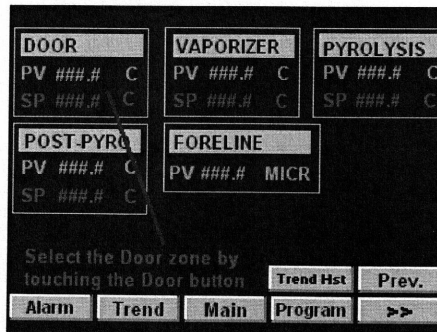 DOOR
PV ###.# C
SP ###.# C
VAPORIZER
PV ###.# C
SP ###.# C
PYROLYSIS
PV ###.# C
SP ###.# C
POST-PYRO
PV ###.# C
SP ###.# C
FORELINE
PV ###.# MICR
Select the Door zone by
touching the Door button
Trend Hst Prev.
Alarm Trend Main Program >>